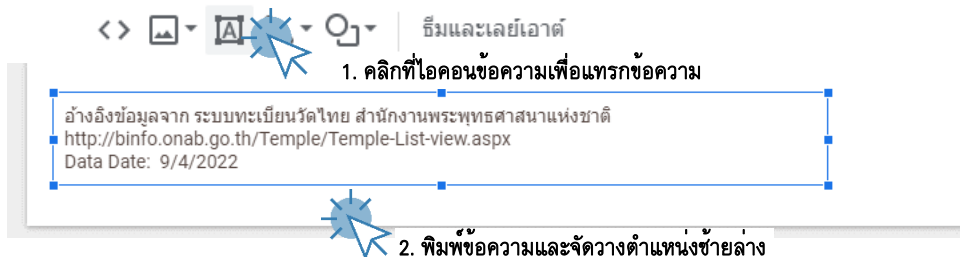 ธีมและเลย์เอาต์
1. คลิกที่ไอคอนข้อความเพื่อแทรกข้อความ
อ้างอิงข้อมูลจาก ระบบทะเบียนวัดไทย สำนักงานพระพุทธศาสนาแห่งชาติ
http://binfo.onab.go.th/Temple/Temple-List-view.aspx
Data Date: 9/4/2022
2. พิมพ์ข้อความและจัดวางตำแหน่งซ้ายล่าง